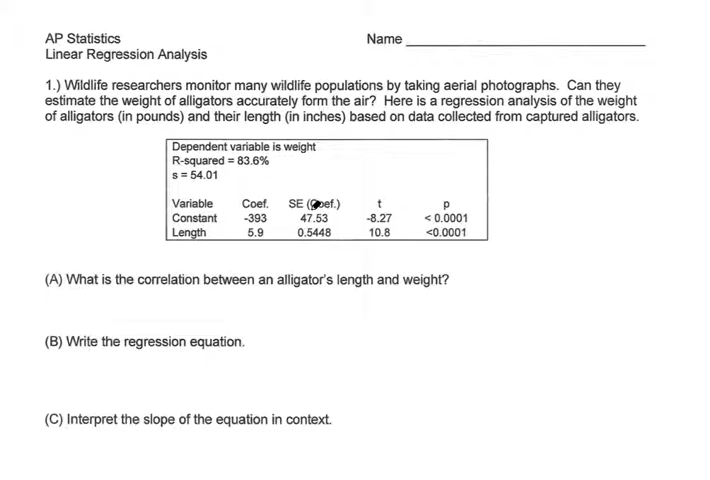 AP Statistics Name
Linear Regression Analysis
1.) Wildlife researchers monitor many wildlife populations by taking aerial photographs. Can they
estimate the weight of alligators accurately form the air? Here is a regression analysis of the weight
of alligators (in pounds) and their length (in inches) based on data collected from captured alligators.
Dependent variable is weight
R-squared = 83.6%
s = 54.01
Variable Coef. SE (Coef.) t p
Constant -393 47.53 -8.27 < 0.0001
Length 5.9 0.5448 10.8 <0.0001
(A) What is the correlation between an alligator's length and weight?
(B) Write the regression equation.
(C) Interpret the slope of the equation in context.